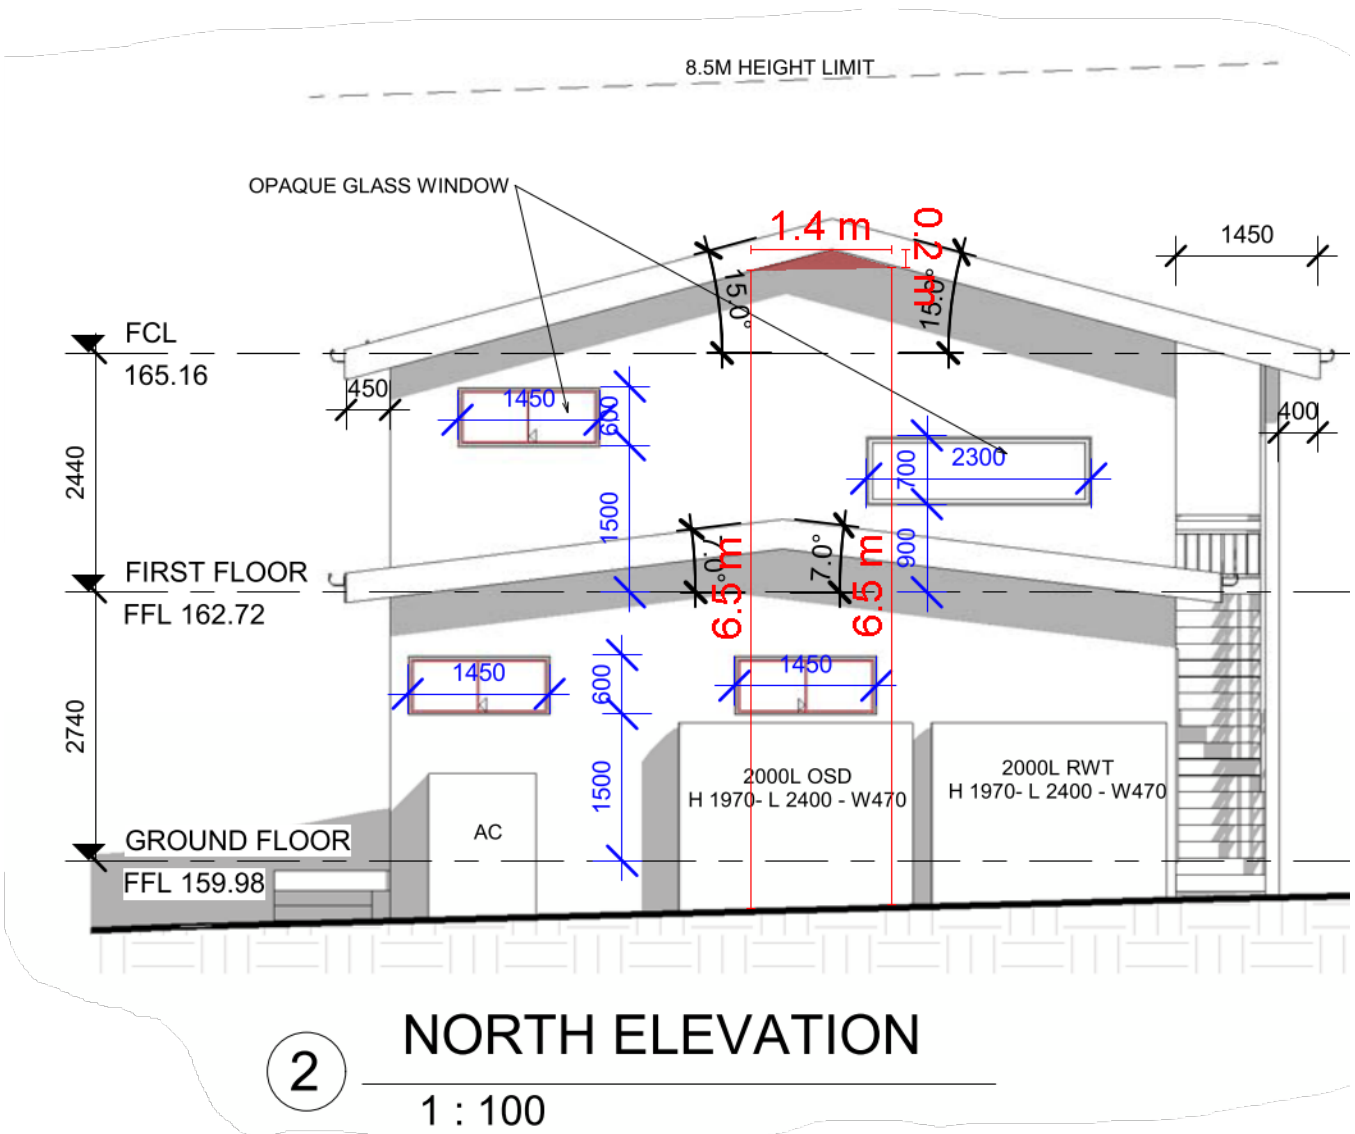 8.5M HEIGHT LIMIT
OPAQUE GLASS WINDOW
1.4 m
0.2 m
1450
15.0°
15.0°
FCL
165.16
450
1450
600
400
2440
700
2300
1500
900
7.0°
7.0°
6.5 m
6.5 m
FIRST FLOOR
FFL 162.72
1450
600
1450
2740
1500
2000L OSD
H 1970- L 2400 - W470
2000L RWT
H 1970- L 2400 - W470
AC
GROUND FLOOR
FFL 159.98
2
NORTH ELEVATION
1 : 100